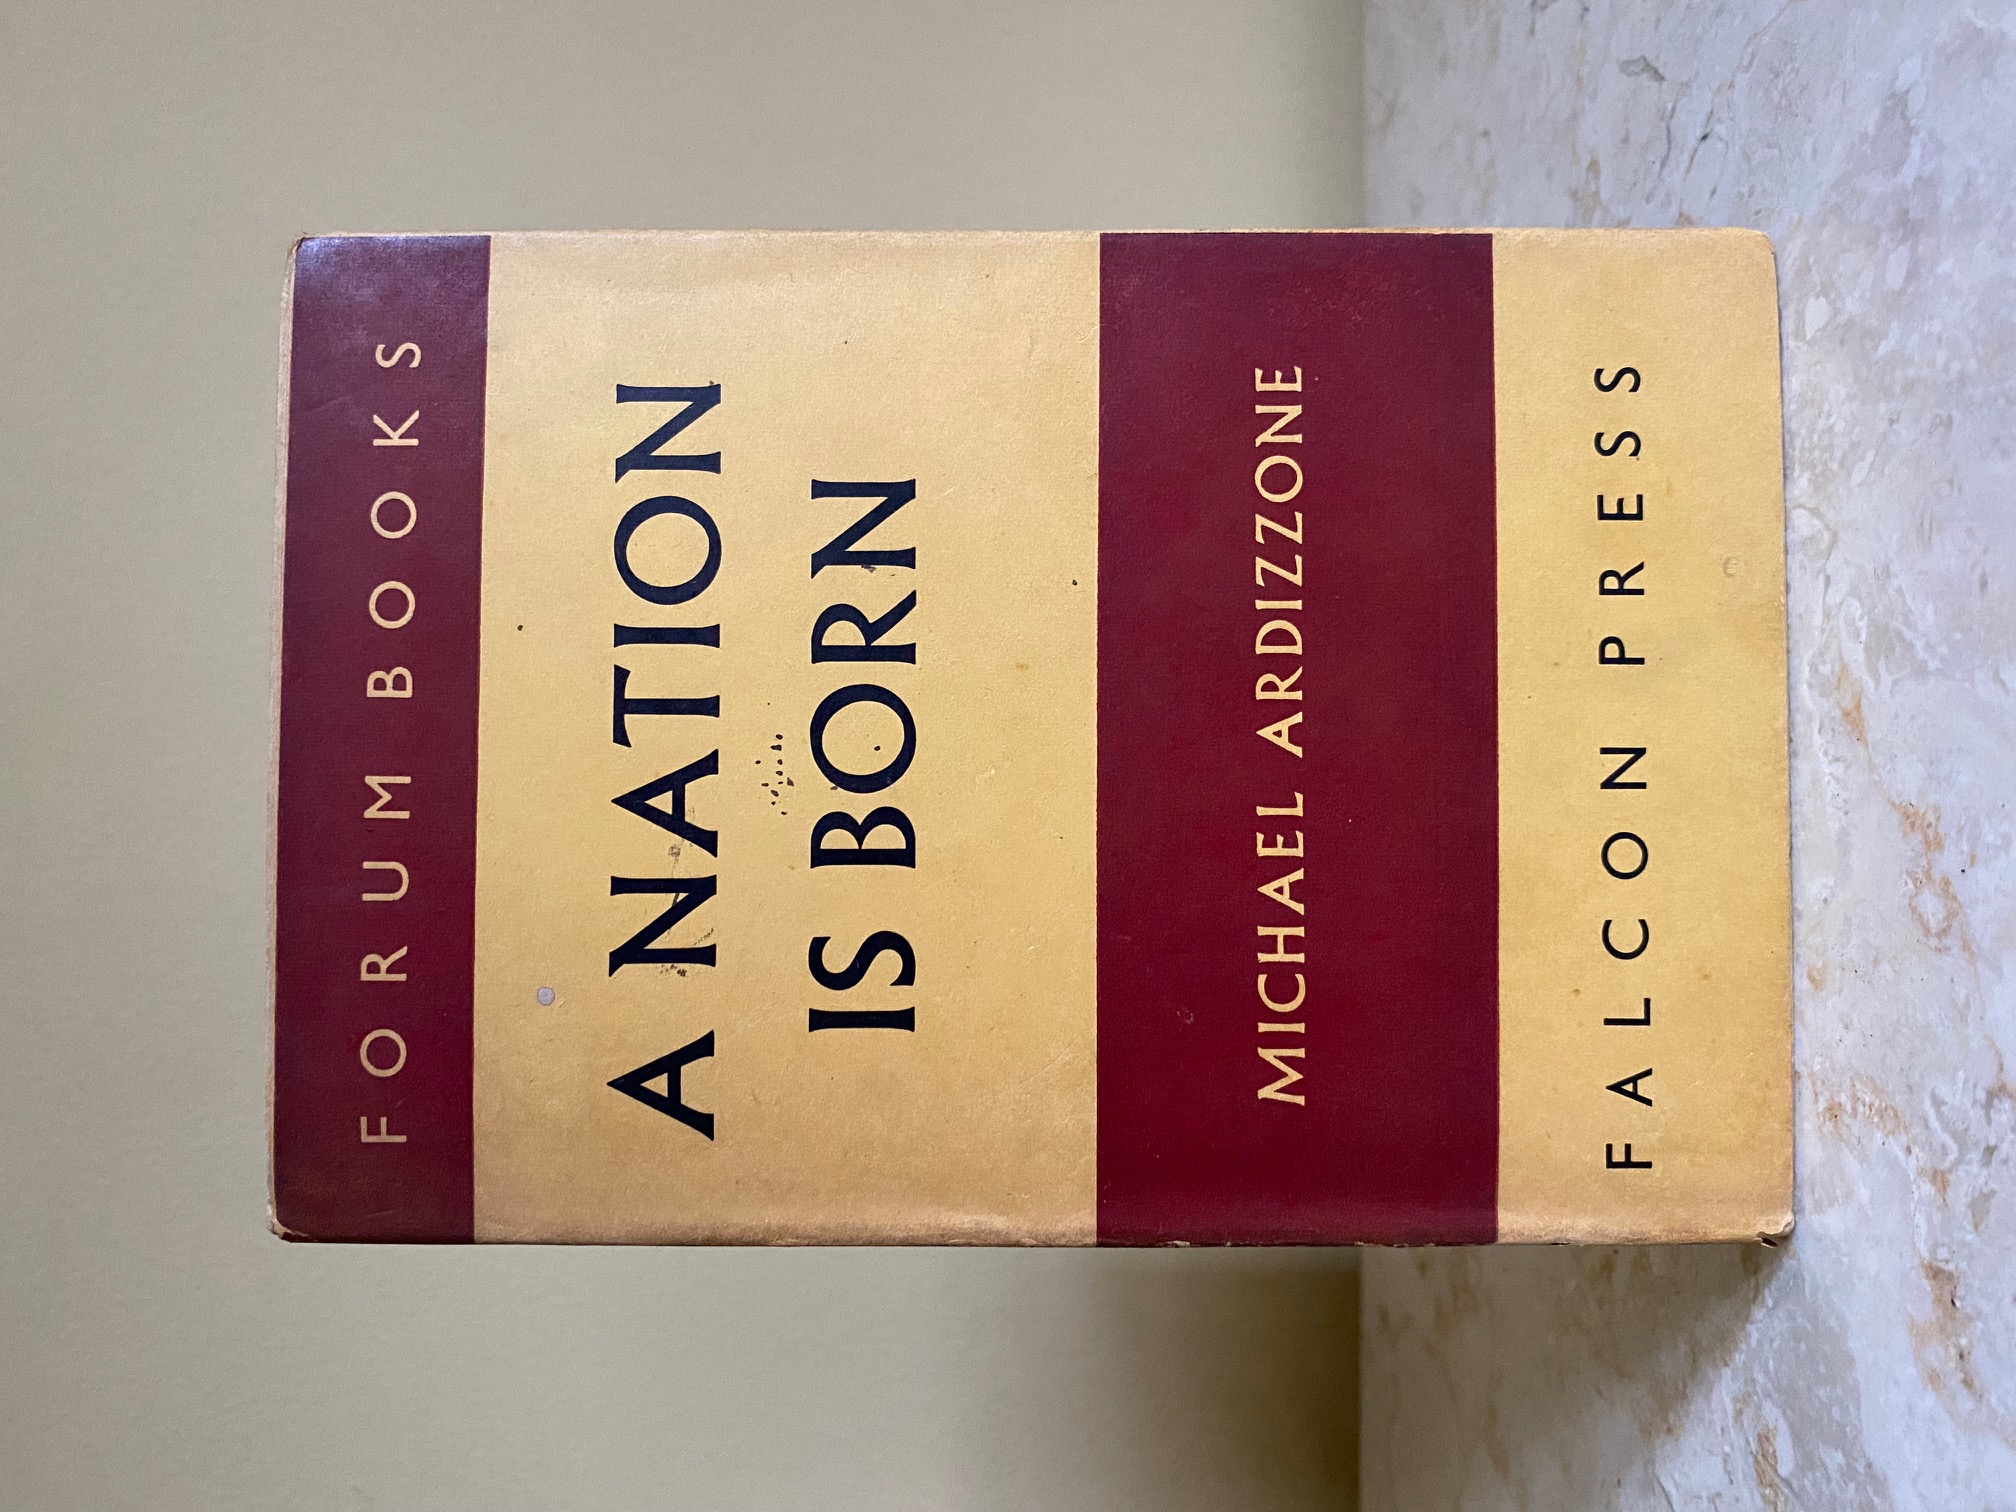 FORUM BOOKS
A NATION
IS BORN
MICHAEL ARDIZZONE
FALCON PRESS